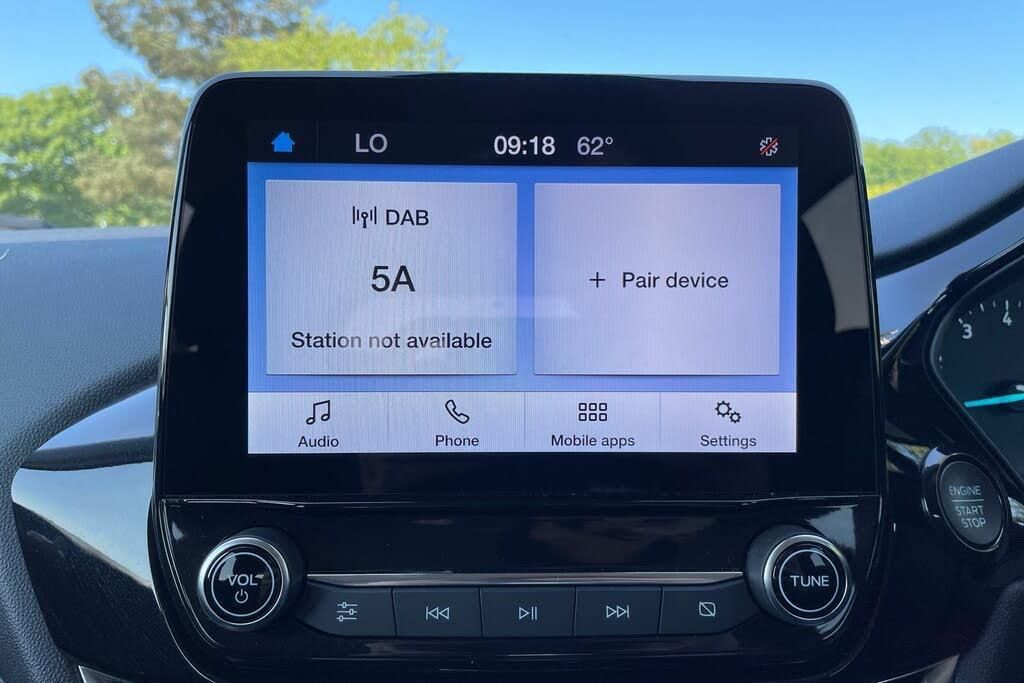 LO
09:18 62°
DAB
5A
Station not available
+ Pair device
Audio
Phone
Mobile apps
Settings
3
4
ENGINE
START
STOP
VOL
TUNE